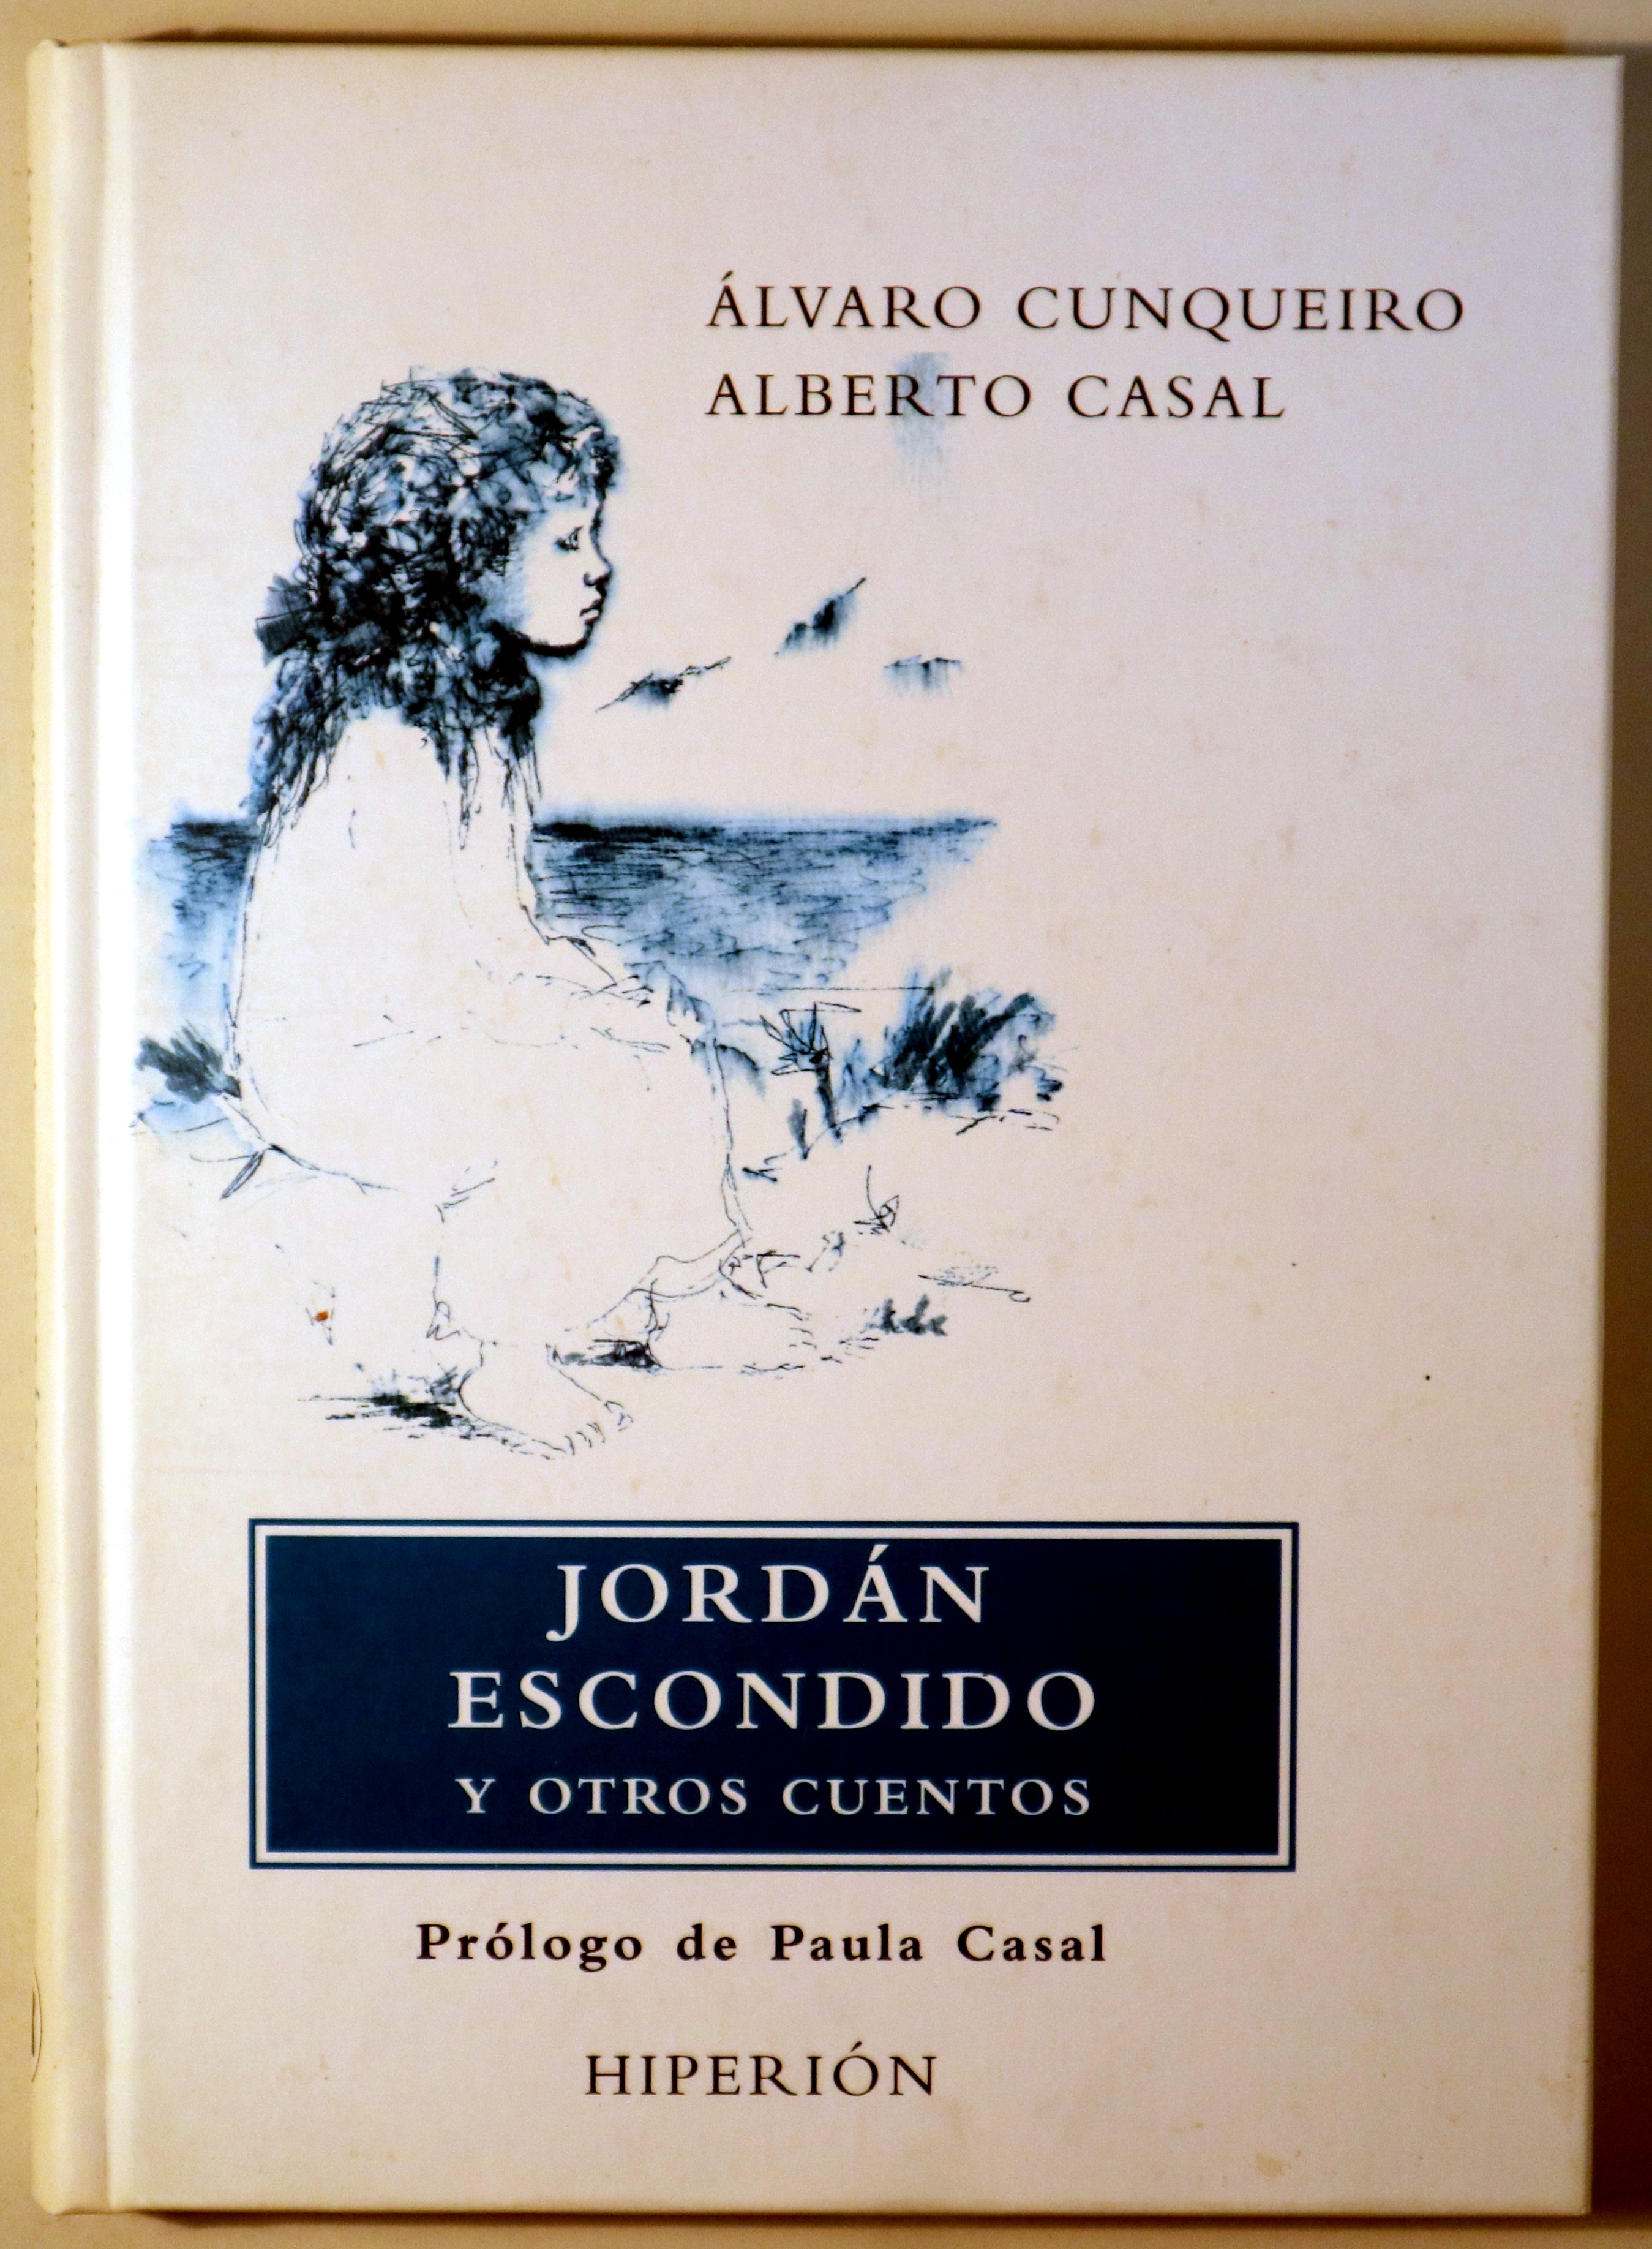 ÁLVARO CUNQUEIRO
ALBERTO CASAL
JORDÁN
ESCONDIDO
Y OTROS CUENTOS
Prólogo de Paula Casal
HIPERIÓN